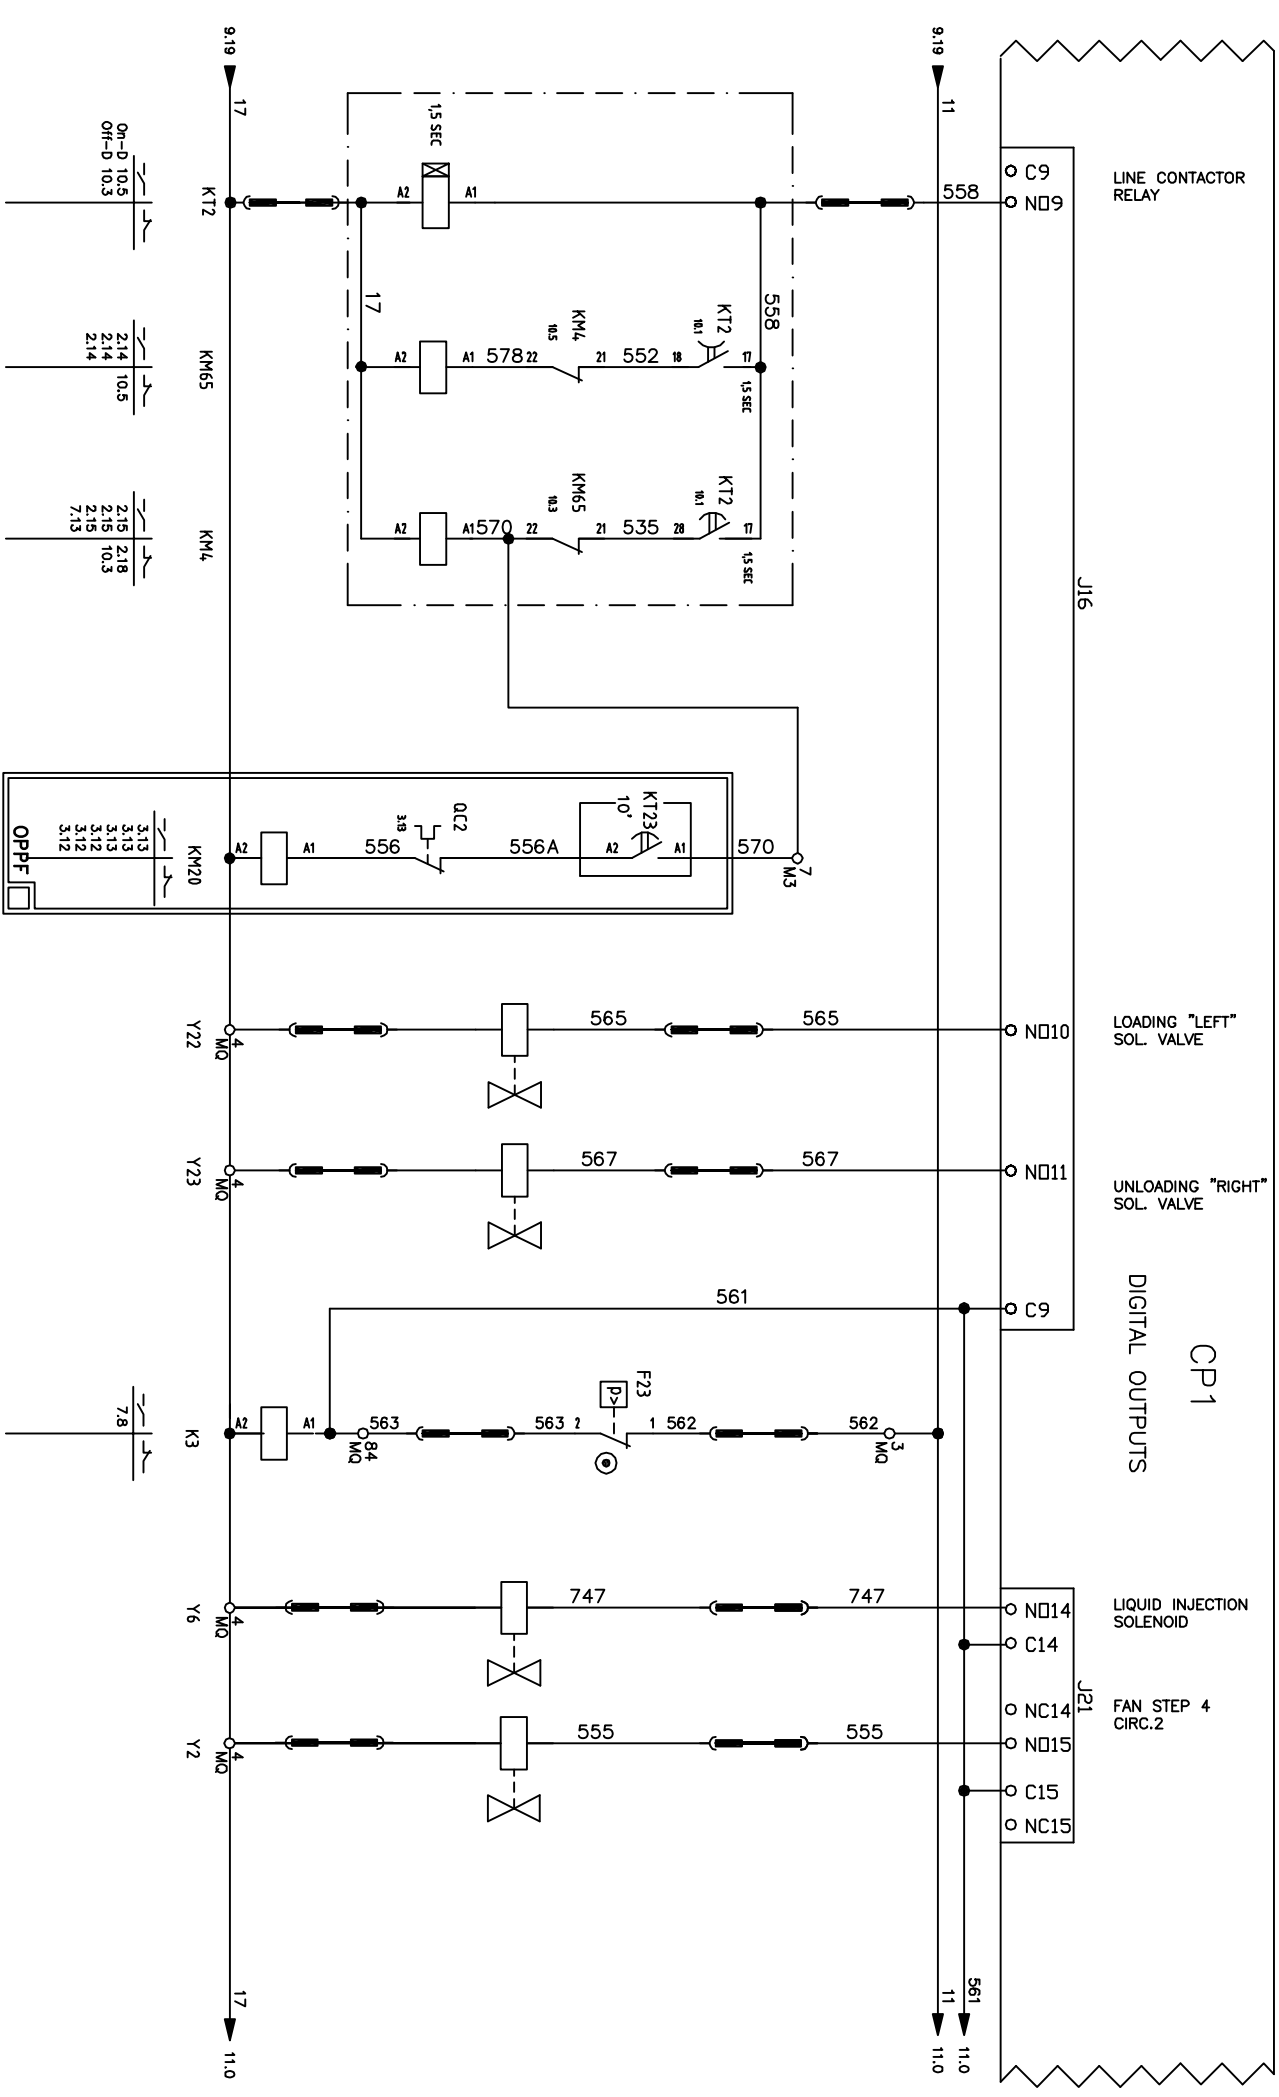 9.19
17
9.19
11
1,5 SEC
On-D 10.5
Off-D 10.3
KT2
A2
A1
558
C9
NO9
LINE CONTACTOR
RELAY
17
558
KM65
2.14
2.14
2.14
10.5
A2
A1
578
22
KM4
10.5
21
552
18
KT2
10.1
17
1,5 SEC
KM4
2.15
2.15
2.15
7.13
2.18
10.3
A2
A1
570
22
KM65
10.3
21
535
28
KT2
10.1
17
1,5 SEC
J16
OPPF
3.13
3.13
3.13
3.12
3.12
3.12
KM20
A2
A1
556
QC2
3.13
556A
KT23
10'
A2
A1
570
7
M3
Y22
4
MQ
565
565
NO10
LOADING "LEFT"
SOL. VALVE
Y23
4
MQ
567
567
NO11
UNLOADING "RIGHT"
SOL. VALVE
561
C9
DIGITAL OUTPUTS
CP1
7.8
K3
A2
A1
563
84
MQ
563
2
F23
p>
1
562
562
3
MQ
Y6
4
MQ
747
747
NO14
C14
LIQUID INJECTION
SOLENOID
J21
NC14
FAN STEP 4
CIRC.2
Y2
4
MQ
555
555
NO15
C15
NC15
17
11.0
11
11.0
561
11.0